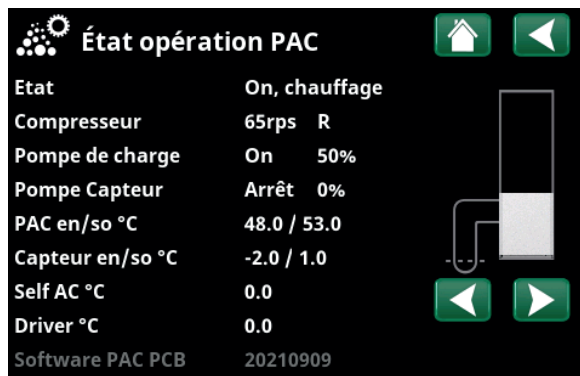 État opération PAC
Etat On, chauffage
Compresseur 65rps R
Pompe de charge On 50%
Pompe Capteur Arrêt 0%
PAC en/so °C 48.0 / 53.0
Capteur en/so °C -2.0 / 1.0
Self AC °C 0.0
Driver °C 0.0
Software PAC PCB 20210909